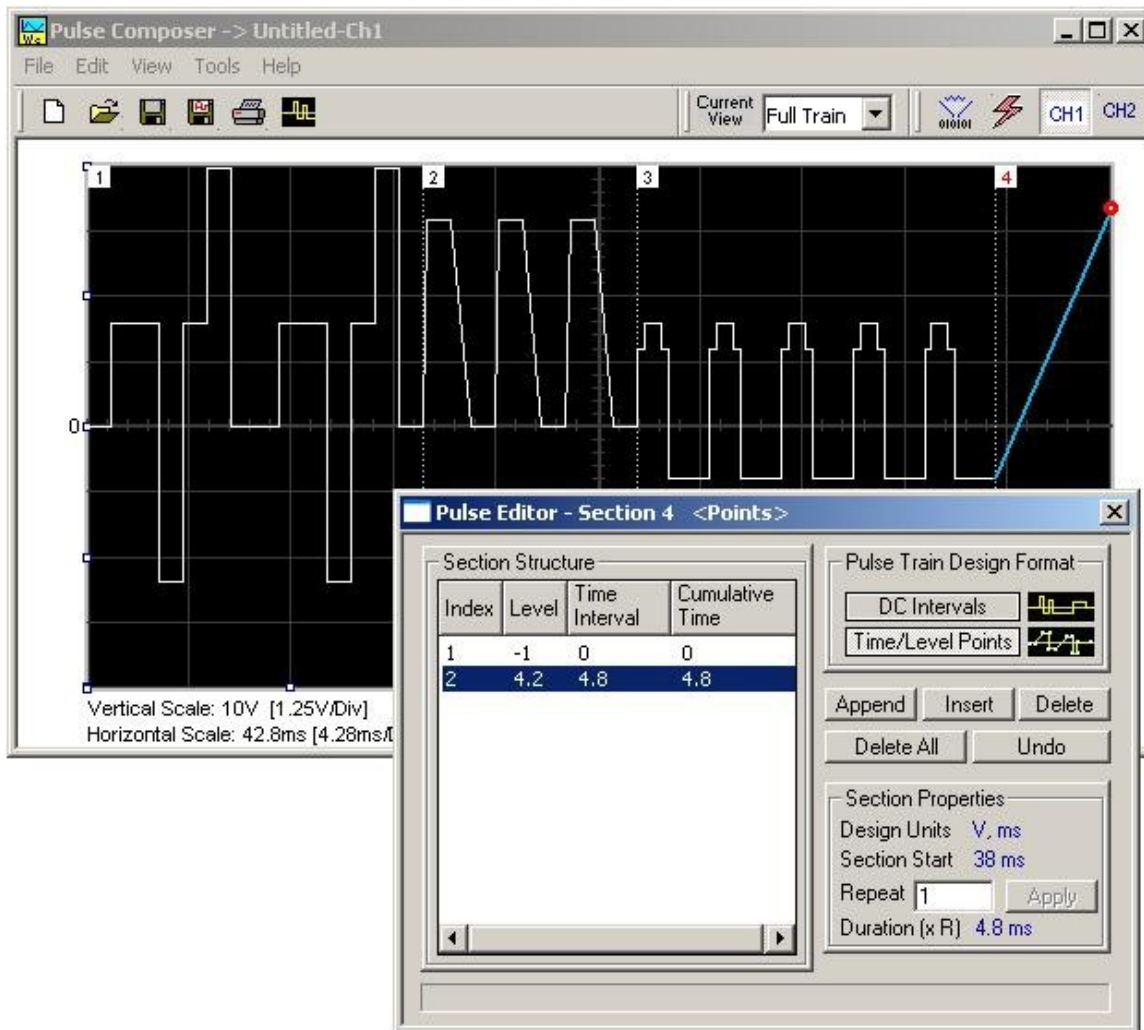 Pulse Composer -> Untitled-Ch1
File Edit View Tools Help
Current View Full Train CH1 CH2
1 2 3 4
0
Vertical Scale: 10V [1.25V/Div]
Horizontal Scale: 42.8ms [4.28ms/
Pulse Editor - Section 4 <Points>
Section Structure
Index Level Time Interval Cumulative Time
1 -1 0 0
2 4.2 4.8 4.8
Pulse Train Design Format
DC Intervals
Time/Level Points
Append Insert Delete
Delete All Undo
Section Properties
Design Units V, ms
Section Start 38 ms
Repeat 1 Apply
Duration (x R) 4.8 ms